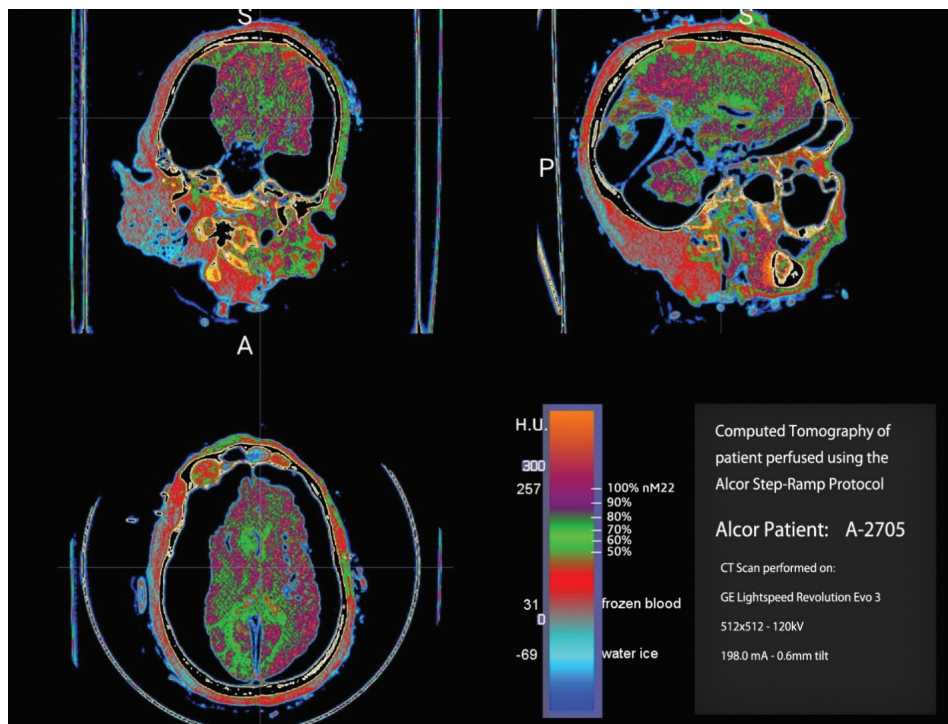 S
S
P
A
H.U.
300
257
100% nM22
90%
80%
70%
60%
50%
31
frozen blood
0
-69
water ice
Computed Tomography of
patient perfused using the
Alcor Step-Ramp Protocol
Alcor Patient: A-2705
CT Scan performed on:
GE Lightspeed Revolution Evo 3
512x512 - 120kV
198.0 mA - 0.6mm tilt